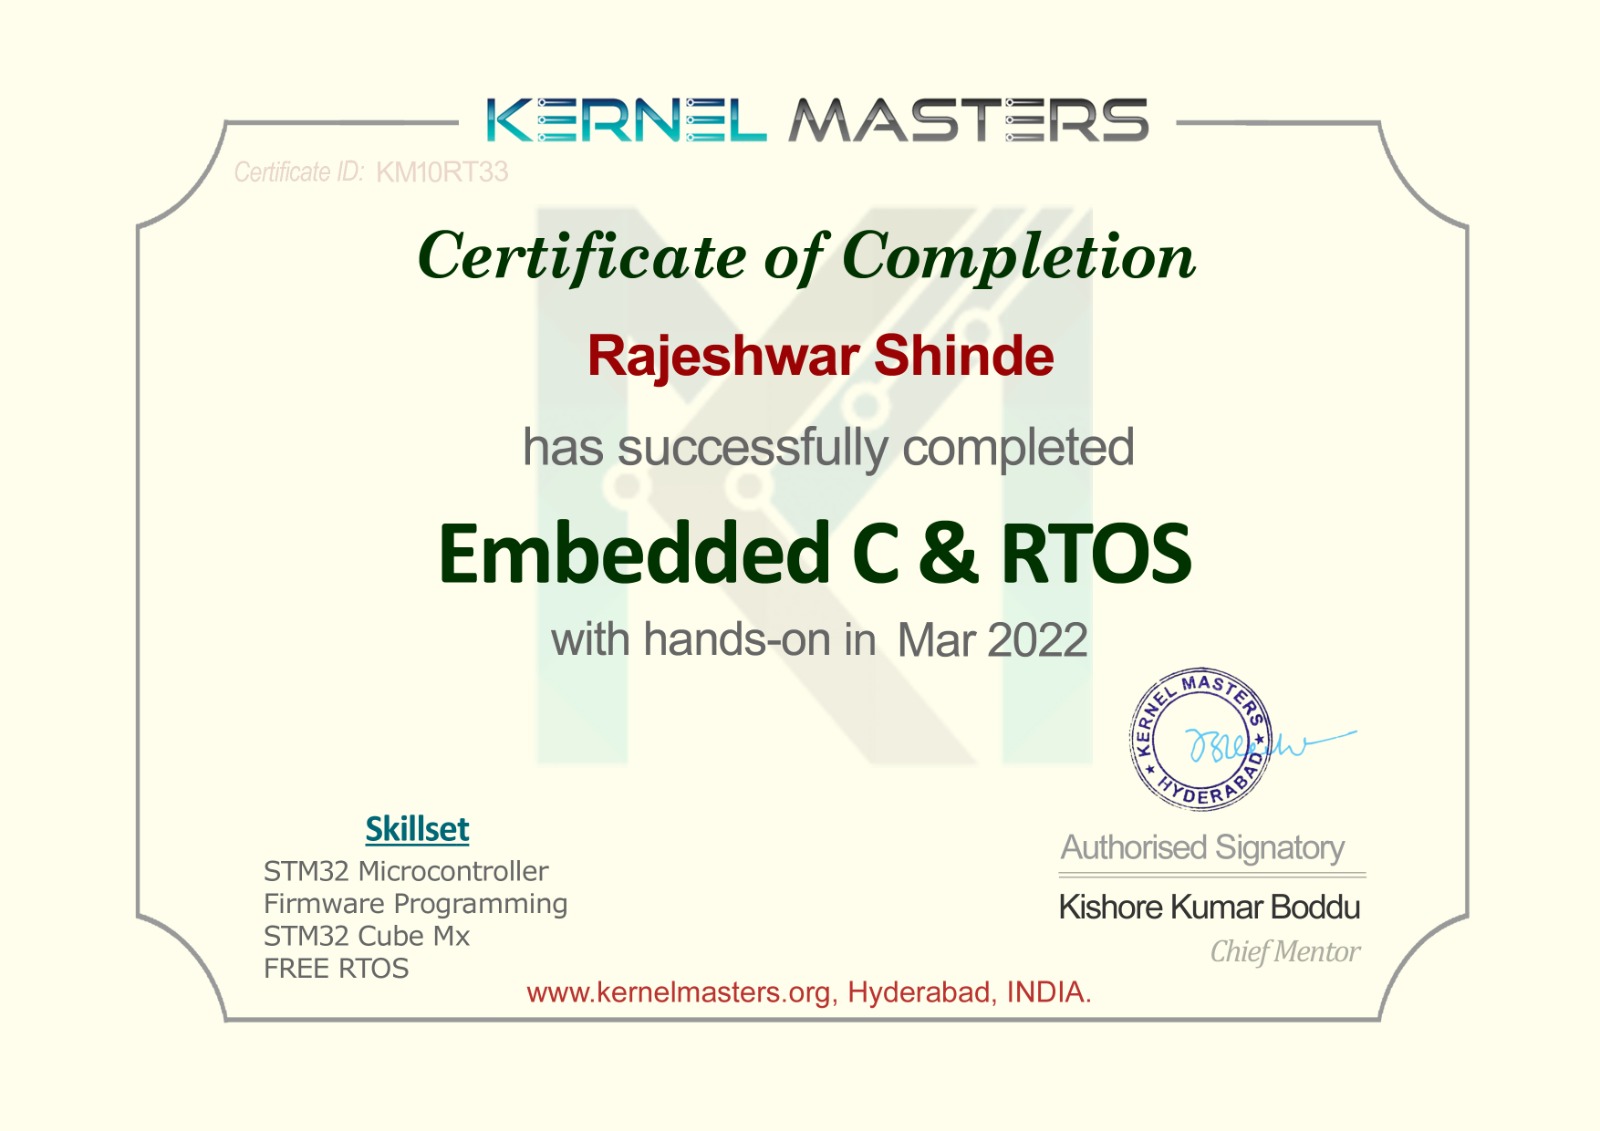 KERNEL MASTERS
Certificate ID: KM10RT33
Certificate of Completion
Rajeshwar Shinde
has successfully completed
Embedded C & RTOS
with hands-on in Mar 2022
KERNEL MASTERS
HYDERABAD
Skillset
STM32 Microcontroller
Firmware Programming
STM32 Cube Mx
FREE RTOS
Authorised Signatory
Kishore Kumar Boddu
Chief Mentor
www.kernelmasters.org, Hyderabad, INDIA.